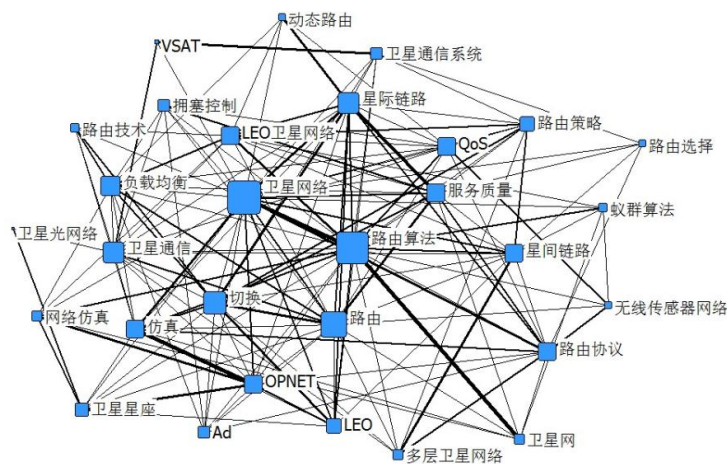 动态路由
VSAT
卫星通信系统
拥塞控制
星际链路
路由技术
LEO卫星网络
QoS
路由策略
路由选择
负载均衡
卫星网络
服务质量
蚁群算法
卫星光网络
卫星通信
路由算法
星间链路
网络仿真
仿真
切换
路由
无线传感器网络
路由协议
OPNET
卫星星座
Ad
LEO
多层卫星网络
卫星网